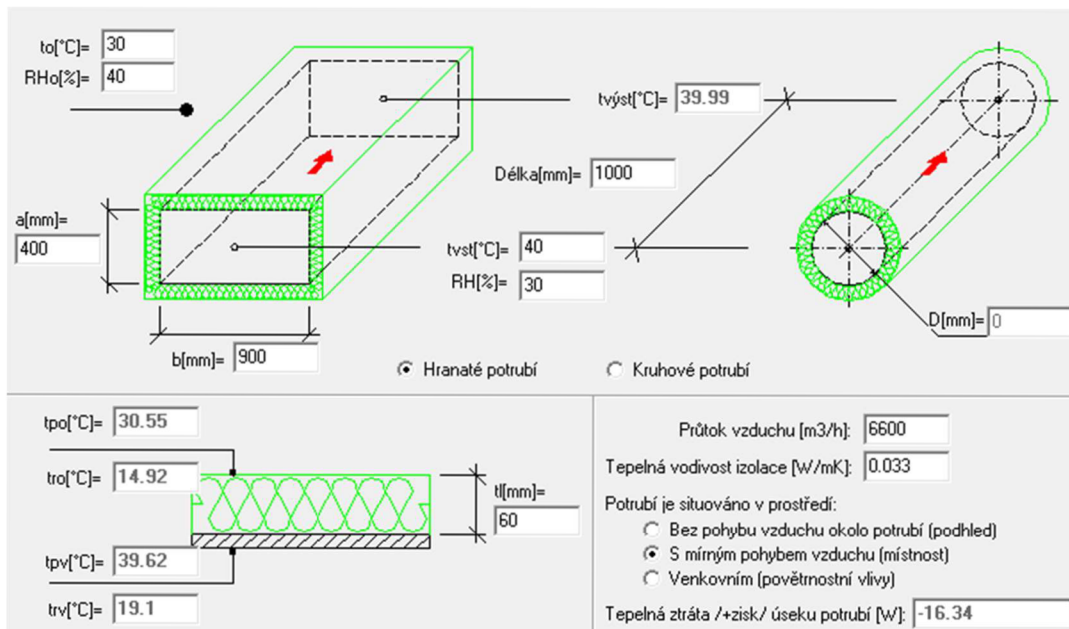 to[°C]= 30
RHo[%]= 40
tvýst[°C]= 39.99
Délka[mm]= 1000
a[mm]=
400
tvst[°C]= 40
RH[%]= 30
D[mm]= 0
b[mm]= 900
Hranaté potrubí
Kruhové potrubí
tpo[°C]= 30.55
tro[°C]= 14.92
tl[mm]=
60
tpv[°C]= 39.62
trv[°C]= 19.1
Průtok vzduchu [m3/h]: 6600
Tepelná vodivost izolace [W/mK]: 0.033
Potrubí je situováno v prostředí:
Bez pohybu vzduchu okolo potrubí (podhled)
S mírným pohybem vzduchu (místnost)
Venkovním (povětrnostní vlivy)
Tepelná ztráta /+zisk/ úseku potrubí [W]: -16.34